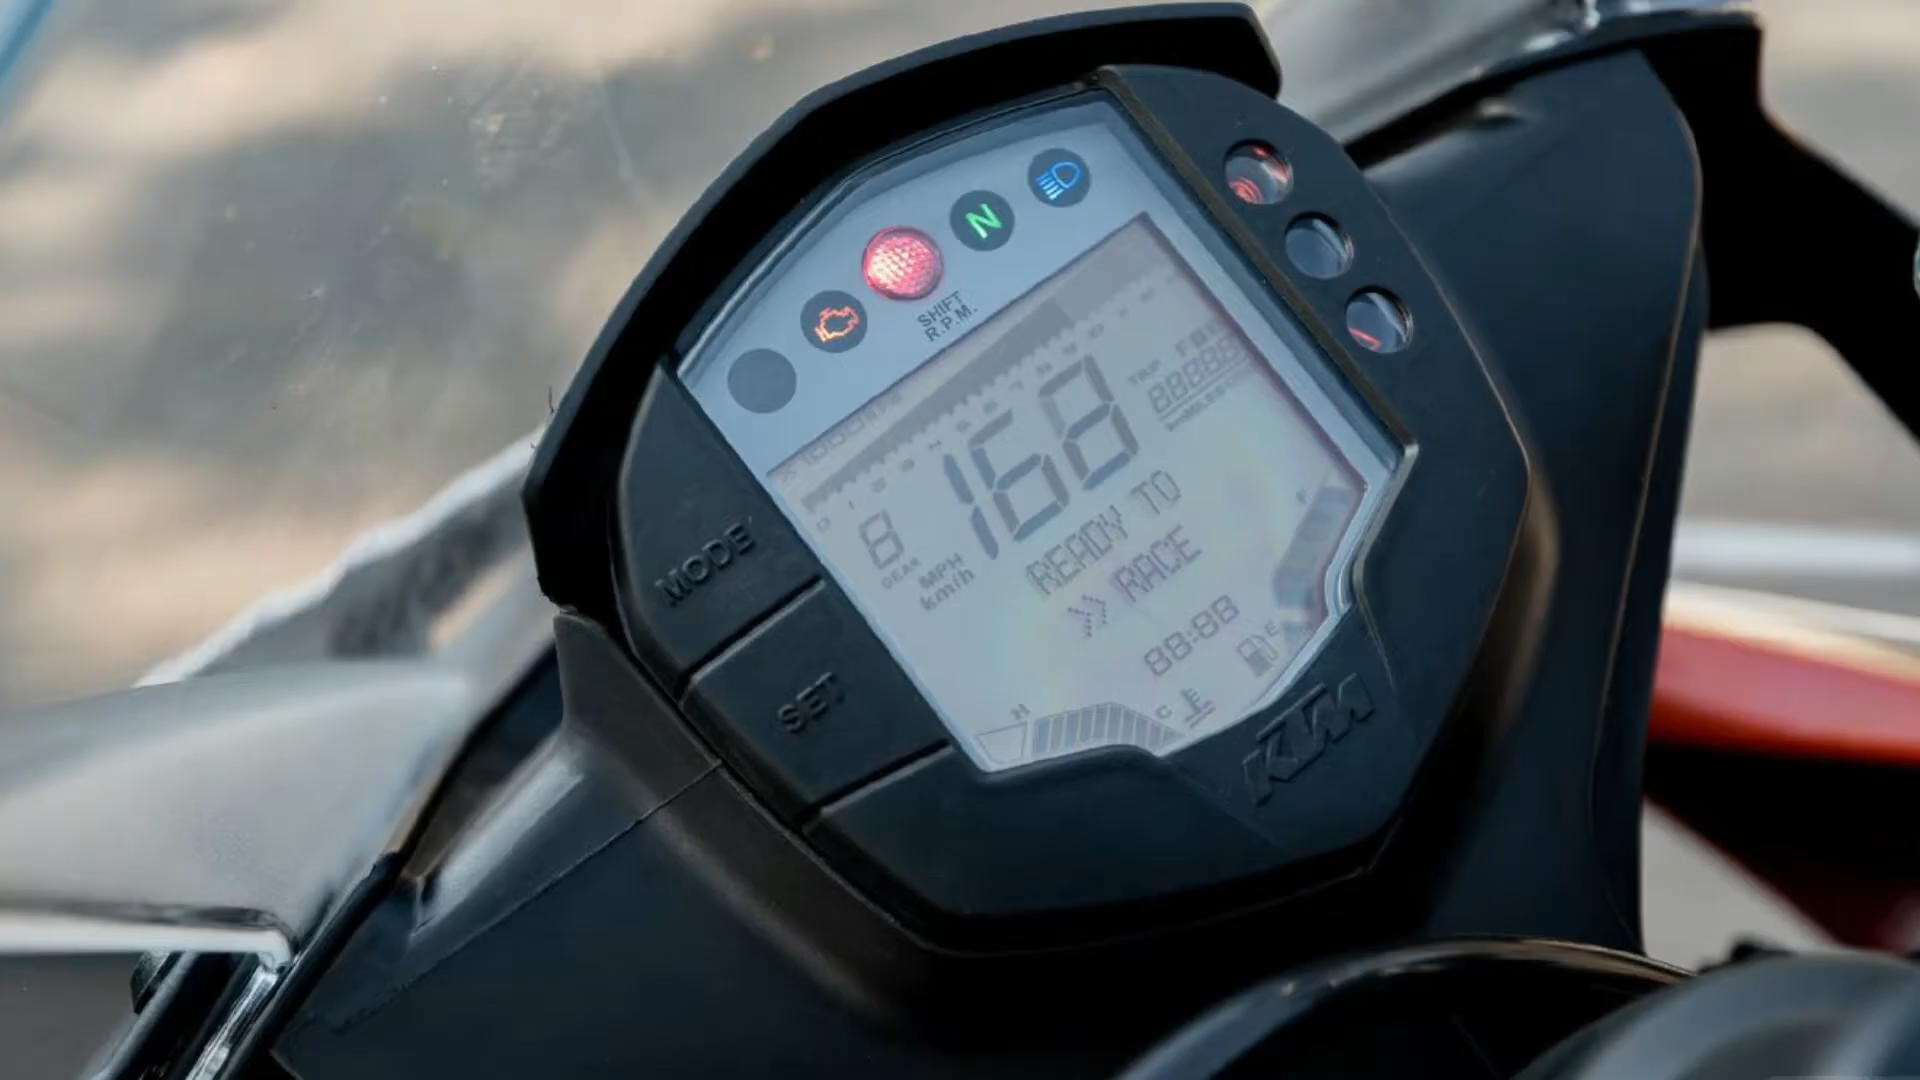 N
SHIFT
R.P.M.
168
TRIP
88888
8
GEAR
MPH
km/h
READY TO
>> RACE
88:88
F
E
H
C
MODE
SET
KTM